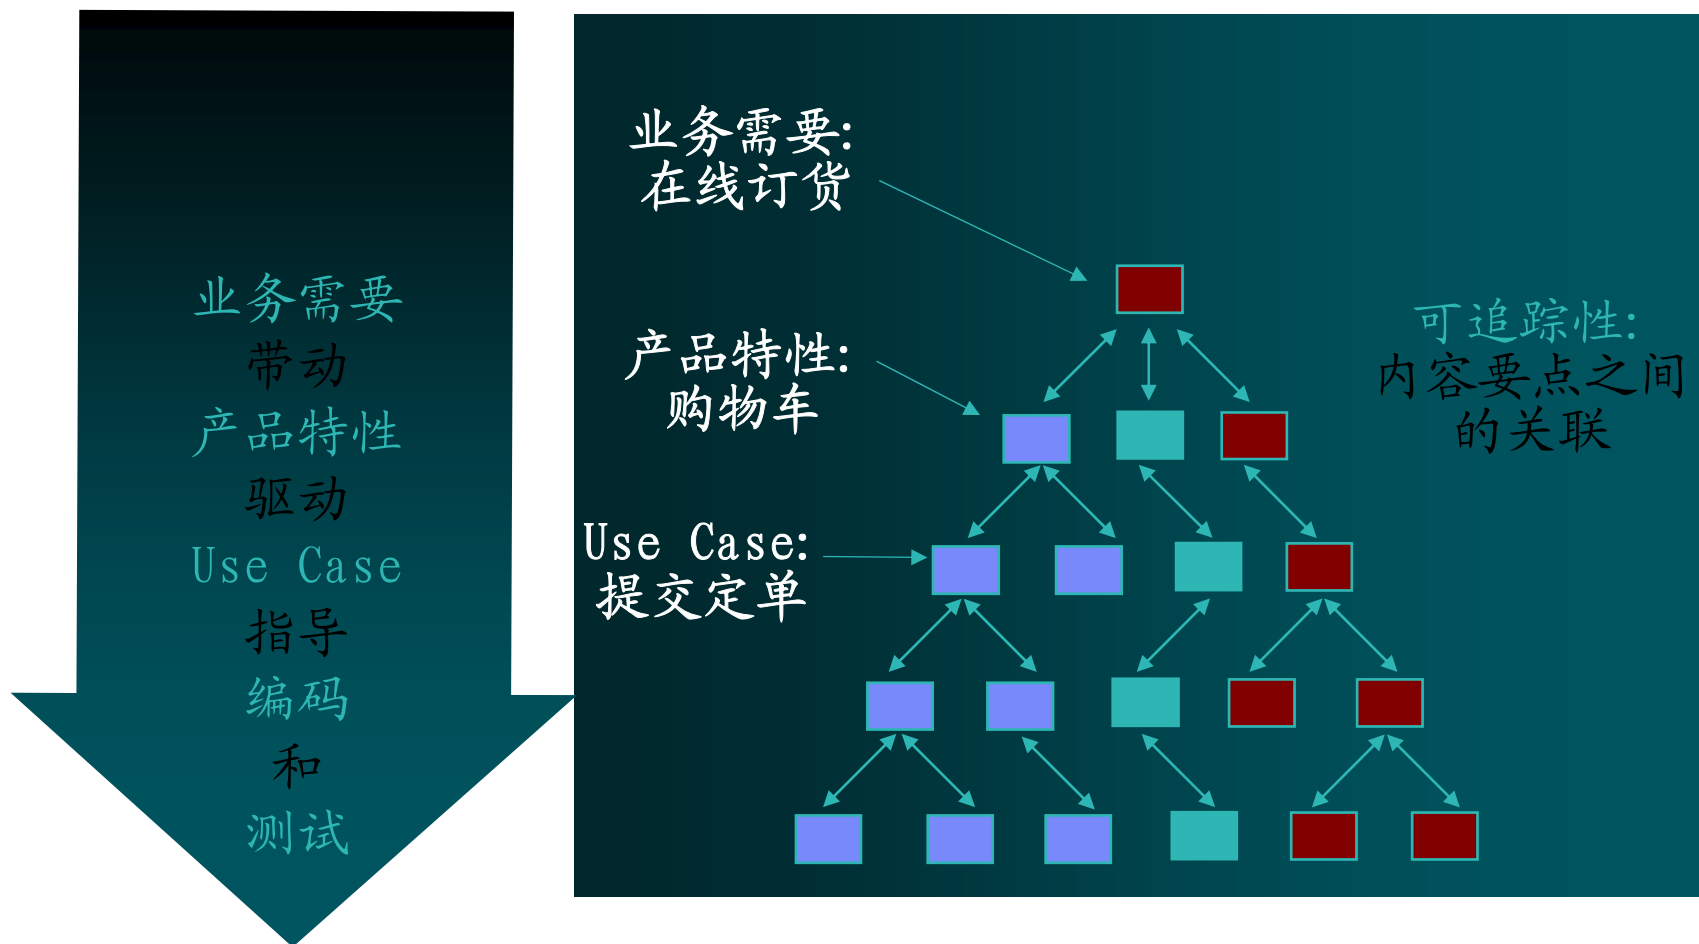 业务需要
带动
产品特性
驱动
Use Case
指导
编码
和
测试
业务需要:
在线订货
产品特性:
购物车
Use Case:
提交定单
可追踪性:
内容要点之间
的关联